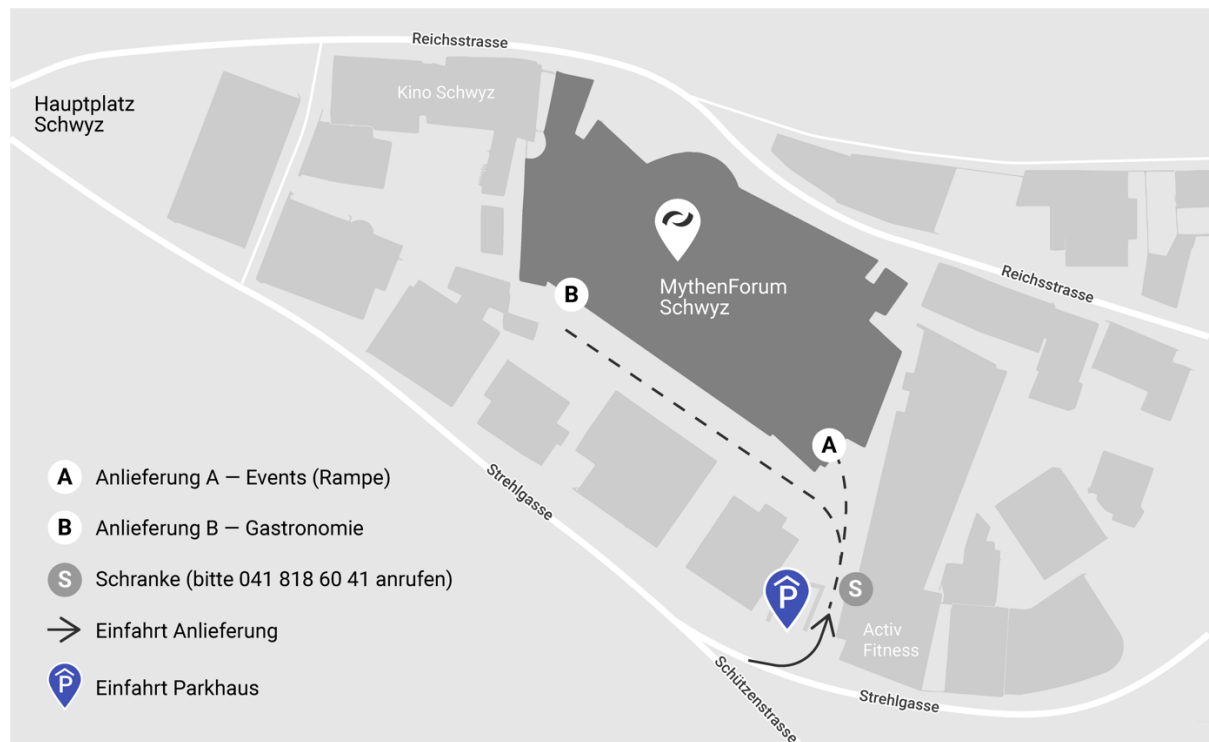 Reichsstrasse
Kino Schwyz
Hauptplatz
Schwyz
MythenForum
Schwyz
Reichsstrasse
B
A
Strehlgasse
A Anlieferung A — Events (Rampe)
B Anlieferung B — Gastronomie
S Schranke (bitte 041 818 60 41 anrufen)
Einfahrt Anlieferung
P Einfahrt Parkhaus
P
S
Activ
Fitness
Schützenstrasse
Strehlgasse